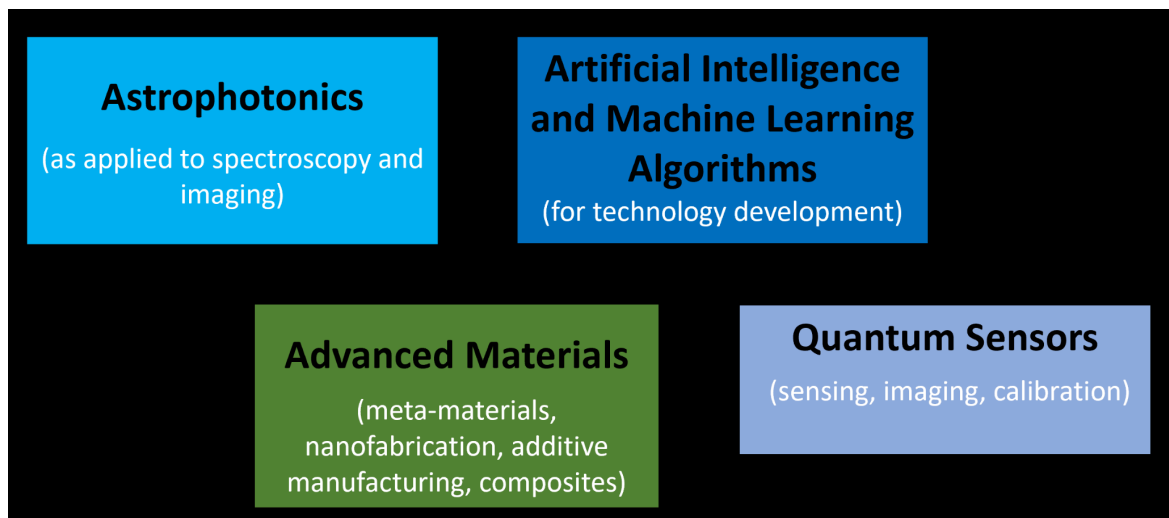 Astrophotonics
(as applied to spectroscopy and
imaging)
Artificial Intelligence
and Machine Learning
Algorithms
(for technology development)
Advanced Materials
(meta-materials,
nanofabrication, additive
manufacturing, composites)
Quantum Sensors
(sensing, imaging, calibration)